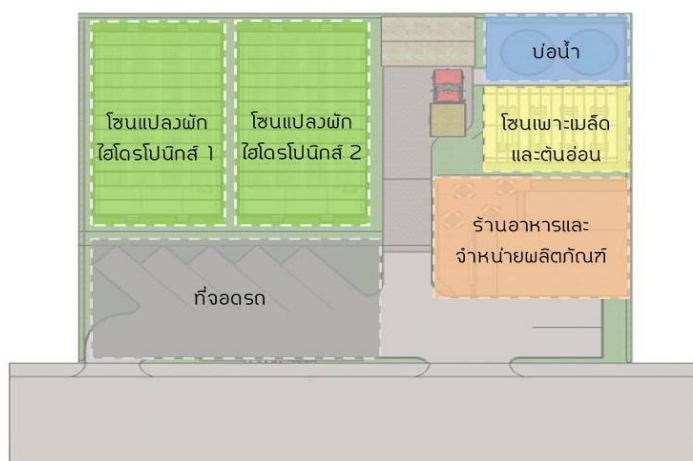 โซนแปลงผัก
ไฮโดรโปนิกส์ 1
โซนแปลงผัก
ไฮโดรโปนิกส์ 2
บ่อน้ำ
โซนเพาะเมล็ด
และต้นอ่อน
ร้านอาหารและ
จำหน่ายผลิตภัณฑ์
ที่จอดรถ